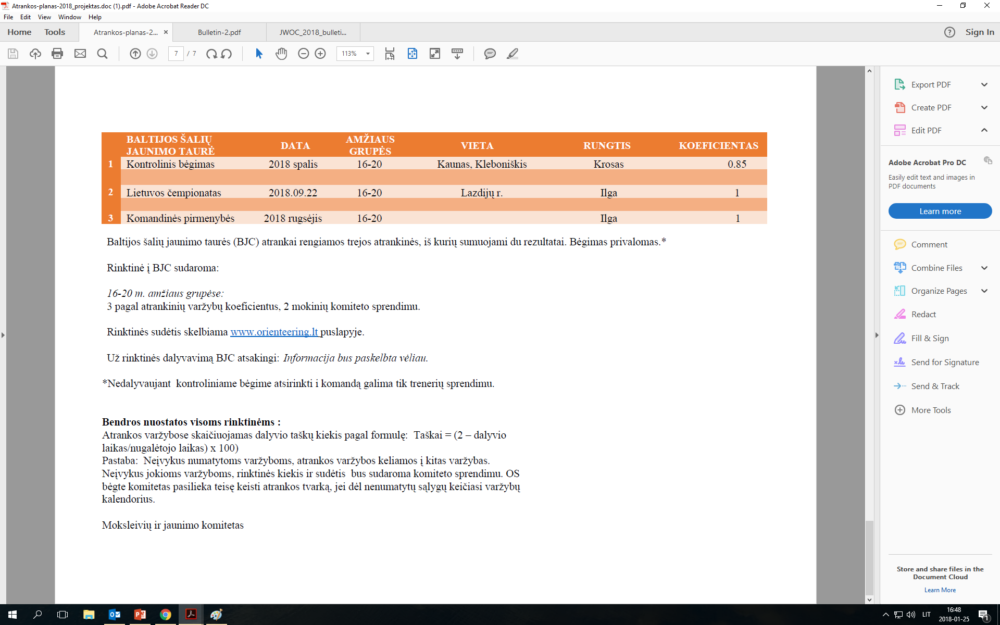 Atrankos-planas-2018_projektas.doc (1).pdf - Adobe Acrobat Reader DC
File Edit View Window Help
Home Tools Atrankos-planas-2... × Bulletin-2.pdf JWOC_2018_bulleti... Sign In
7 / 7 113%
BALTIJOS ŠALIŲ JAUNIMO TAURĖ DATA AMŽIAUS GRUPĖS VIETA RUNGTIS KOEFICIENTAS
1 Kontrolinis bėgimas 2018 spalis 16-20 Kaunas, Kleboniškis Krosas 0.85
2 Lietuvos čempionatas 2018.09.22 16-20 Lazdijų r. Ilga 1
3 Komandinės pirmenybės 2018 rugsėjis 16-20 Ilga 1
Baltijos šalių jaunimo taurės (BJC) atrankai rengiamos trejos atrankinės, iš kurių sumuojami du rezultatai. Bėgimas privalomas.*
Rinktinė į BJC sudaroma:
16-20 m. amžiaus grupėse:
3 pagal atrankinių varžybų koeficientus, 2 mokinių komiteto sprendimu.
Rinktinės sudėtis skelbiama www.orienteering.lt puslapyje.
Už rinktinės dalyvavimą BJC atsakingi: Informacija bus paskelbta vėliau.
*Nedalyvaujant kontroliniame bėgime atsirinkti i komandą galima tik trenerių sprendimu.
Bendros nuostatos visoms rinktinėms :
Atrankos varžybose skaičiuojamas dalyvio taškų kiekis pagal formulę: Taškai = (2 – dalyvio
laikas/nugalėtojo laikas) x 100)
Pastaba: Neįvykus numatytoms varžyboms, atrankos varžybos keliamos į kitas varžybas.
Neįvykus jokioms varžyboms, rinktinės kiekis ir sudėtis bus sudaroma komiteto sprendimu. OS
bėgte komitetas pasilieka teisę keisti atrankos tvarką, jei dėl nenumatytų sąlygų keičiasi varžybų
kalendorius.
Moksleivių ir jaunimo komitetas
Export PDF
Create PDF
Edit PDF
Adobe Acrobat Pro DC
Easily edit text and images in
PDF documents
Learn more
Comment
Combine Files
Organize Pages
Redact
Fill & Sign
Send for Signature
Send & Track
More Tools
Store and share files in the
Document Cloud
Learn More
LIT
16:48
2018-01-25
1